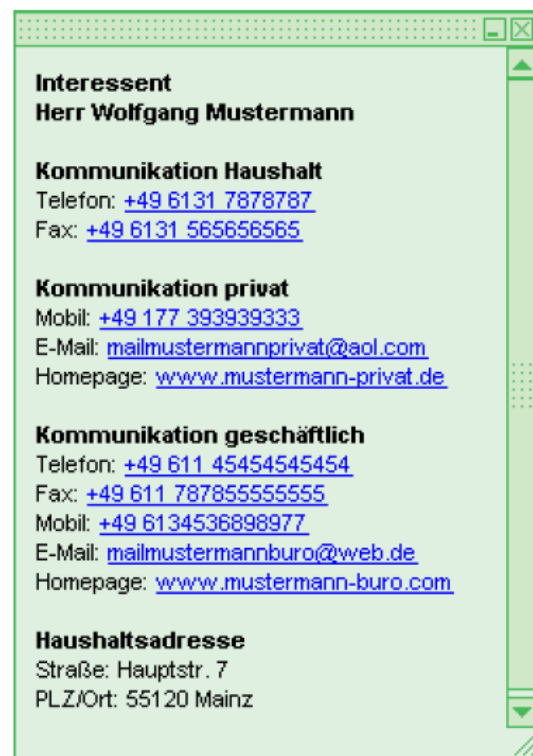 Interessent
Herr Wolfgang Mustermann
Kommunikation Haushalt
Telefon: +49 6131 7878787
Fax: +49 6131 565656565
Kommunikation privat
Mobil: +49 177 393939333
E-Mail: mailmustermannprivat@aol.com
Homepage: www.mustermann-privat.de
Kommunikation geschäftlich
Telefon: +49 611 45454545454
Fax: +49 611 787855555555
Mobil: +49 6134536898977
E-Mail: mailmustermannburo@web.de
Homepage: www.mustermann-buro.com
Haushaltsadresse
Straße: Hauptstr. 7
PLZ/Ort: 55120 Mainz